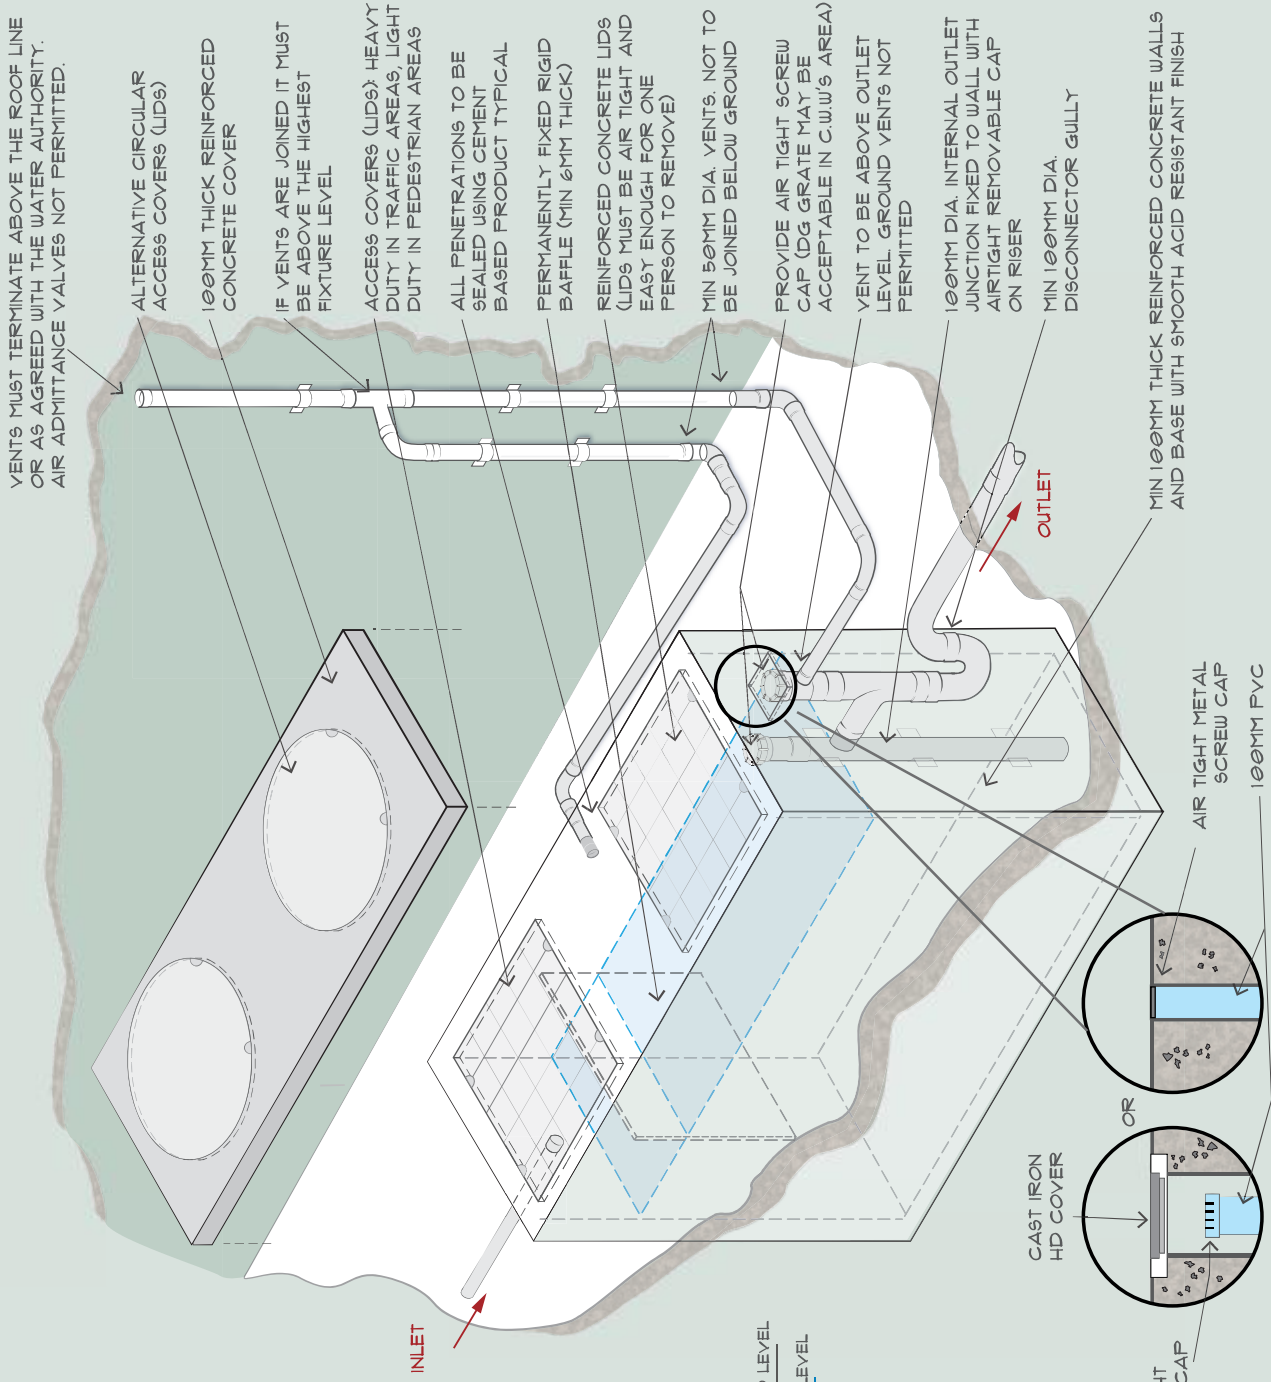 VENTS MUST TERMINATE ABOVE THE ROOF LINE
OR AS AGREED WITH THE WATER AUTHORITY.
AIR ADMITTANCE VALVES NOT PERMITTED.
ALTERNATIVE CIRCULAR
ACCESS COVERS (LIDS)
100MM THICK REINFORCED
CONCRETE COVER
IF VENTS ARE JOINED IT MUST
BE ABOVE THE HIGHEST
FIXTURE LEVEL
ACCESS COVERS (LIDS): HEAVY
DUTY IN TRAFFIC AREAS, LIGHT
DUTY IN PEDESTRIAN AREAS
ALL PENETRATIONS TO BE
SEALED USING CEMENT
BASED PRODUCT TYPICAL
PERMANENTLY FIXED RIGID
BAFFLE (MIN 6MM THICK)
REINFORCED CONCRETE LIDS
(LIDS MUST BE AIR TIGHT AND
EASY ENOUGH FOR ONE
PERSON TO REMOVE)
MIN 50MM DIA. VENTS. NOT TO
BE JOINED BELOW GROUND
PROVIDE AIR TIGHT SCREW
CAP (DG GRATE MAY BE
ACCEPTABLE IN C.W.W'S AREA)
VENT TO BE ABOVE OUTLET
LEVEL. GROUND VENTS NOT
PERMITTED
100MM DIA. INTERNAL OUTLET
JUNCTION FIXED TO WALL WITH
AIRTIGHT REMOVABLE CAP
ON RISER
MIN 100MM DIA.
DISCONNECTOR GULLY
MIN 100MM THICK REINFORCED CONCRETE WALLS
AND BASE WITH SMOOTH ACID RESISTANT FINISH
OUTLET
INLET
AIR TIGHT METAL
SCREW CAP
100MM PVC
OR
CAST IRON
HD COVER
LEVEL
LEVEL
CAP